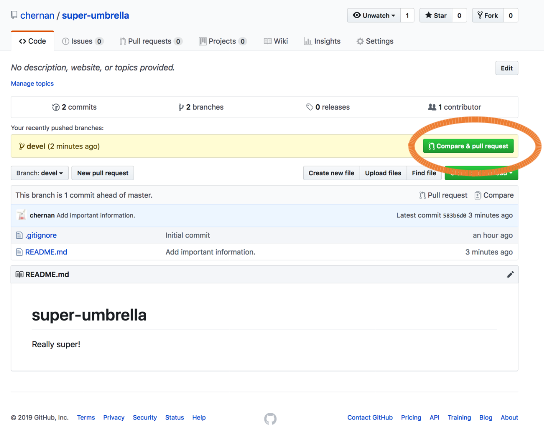 chernan / super-umbrella
Unwatch 1 Star 0 Fork 0
Code Issues 0 Pull requests 0 Projects 0 Wiki Insights Settings
No description, website, or topics provided. Edit
Manage topics
2 commits 2 branches 0 releases 1 contributor
Your recently pushed branches:
devel (2 minutes ago) Compare & pull request
Branch: devel New pull request Create new file Upload files Find file
This branch is 1 commit ahead of master. Pull request Compare
chernan Add important information. Latest commit 3 minutes ago
.gitignore Initial commit an hour ago
README.md Add important information. 3 minutes ago
README.md
super-umbrella
Really super!
© 2019 GitHub, Inc. Terms Privacy Security Status Help Contact GitHub Pricing API Training Blog About